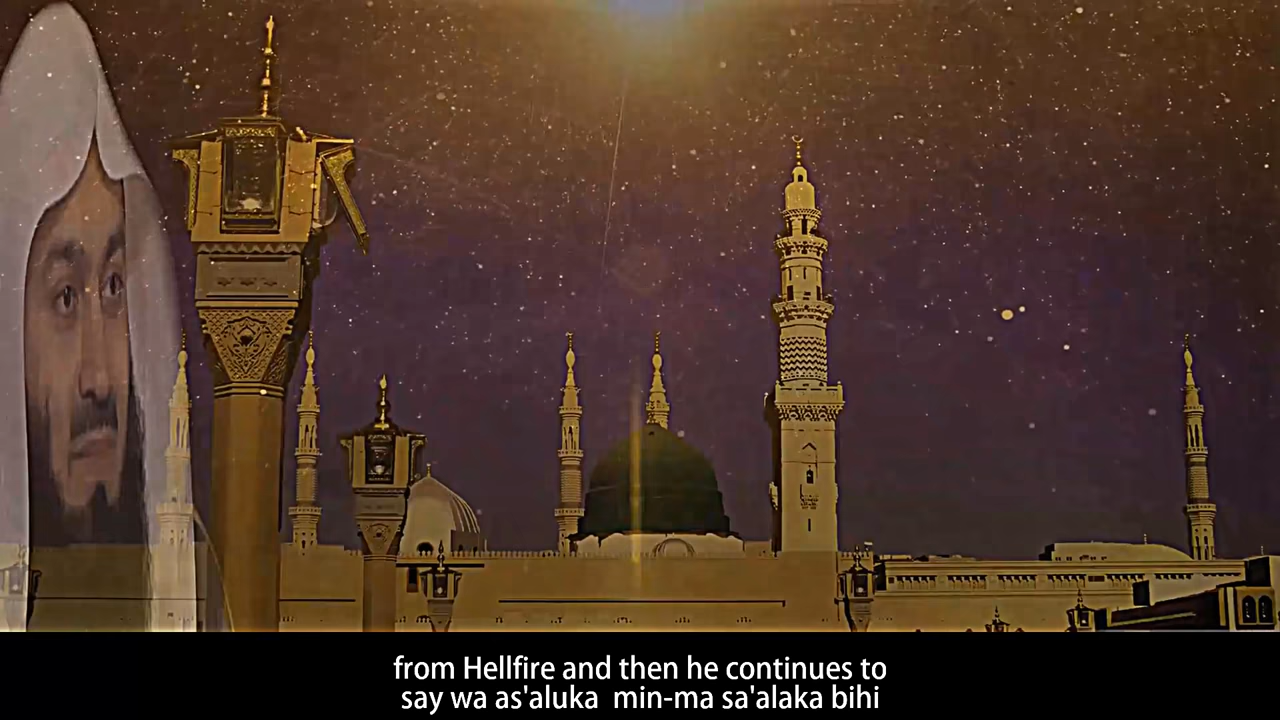 from Hellfire and then he continues to
say wa as'aluka  min-ma sa'alaka bihi